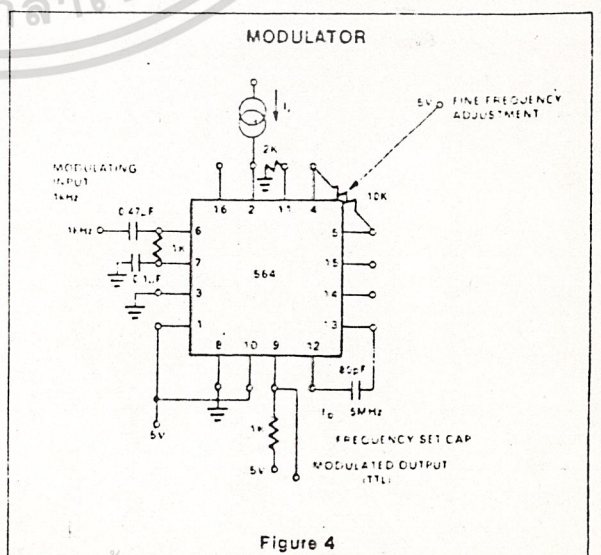 MODULATOR
5V
FINE FREQUENCY
ADJUSTMENT
2K
10K
MODULATING
INPUT
1kHz
0.47μF
1kHz
1K
0.1μF
16 2 11 4
6
7
3
1
5
15
14
13
564
8 10 9 12
80pF
5MHz
5V
1K
5V
FREQUENCY SET CAP
MODULATED OUTPUT
(TTL)
Figure 4